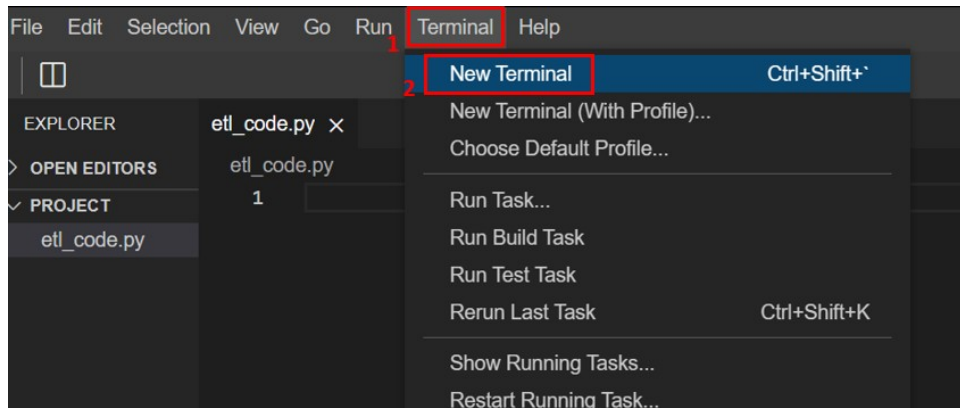 File Edit Selection View Go Run Terminal Help
1
New Terminal Ctrl+Shift+`
2
New Terminal (With Profile)...
Choose Default Profile...
Run Task...
Run Build Task
Run Test Task
Rerun Last Task Ctrl+Shift+K
Show Running Tasks...
Restart Running Task...
EXPLORER
OPEN EDITORS
PROJECT
etl_code.py
etl_code.py ×
etl_code.py
1